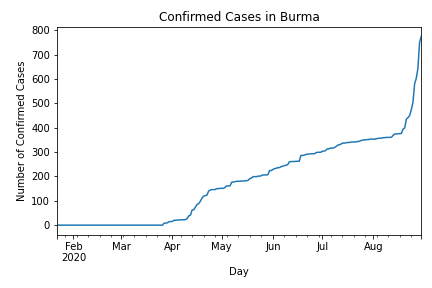 Confirmed Cases in Burma
Number of Confirmed Cases
800
700
600
500
400
300
200
100
0
Feb Mar Apr May Jun Jul Aug
2020
Day